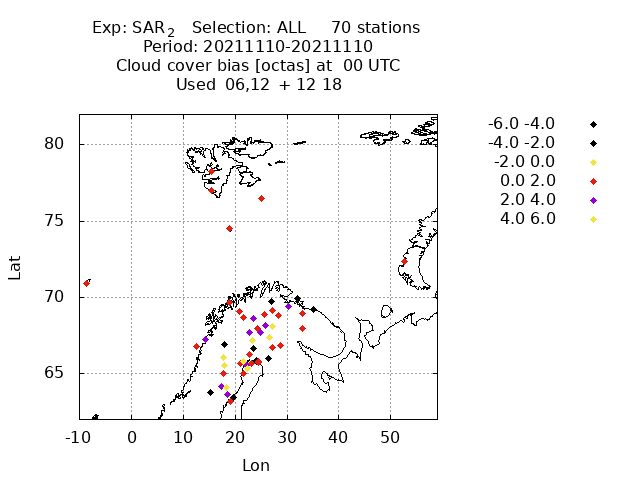 Exp: SAR2 Selection: ALL 70 stations
Period: 20211110-20211110
Cloud cover bias [octas] at 00 UTC
Used 06,12 + 12 18
-6.0 -4.0
-4.0 -2.0
-2.0 0.0
0.0 2.0
2.0 4.0
4.0 6.0
80
75
70
65
Lat
-10 0 10 20 30 40 50
Lon